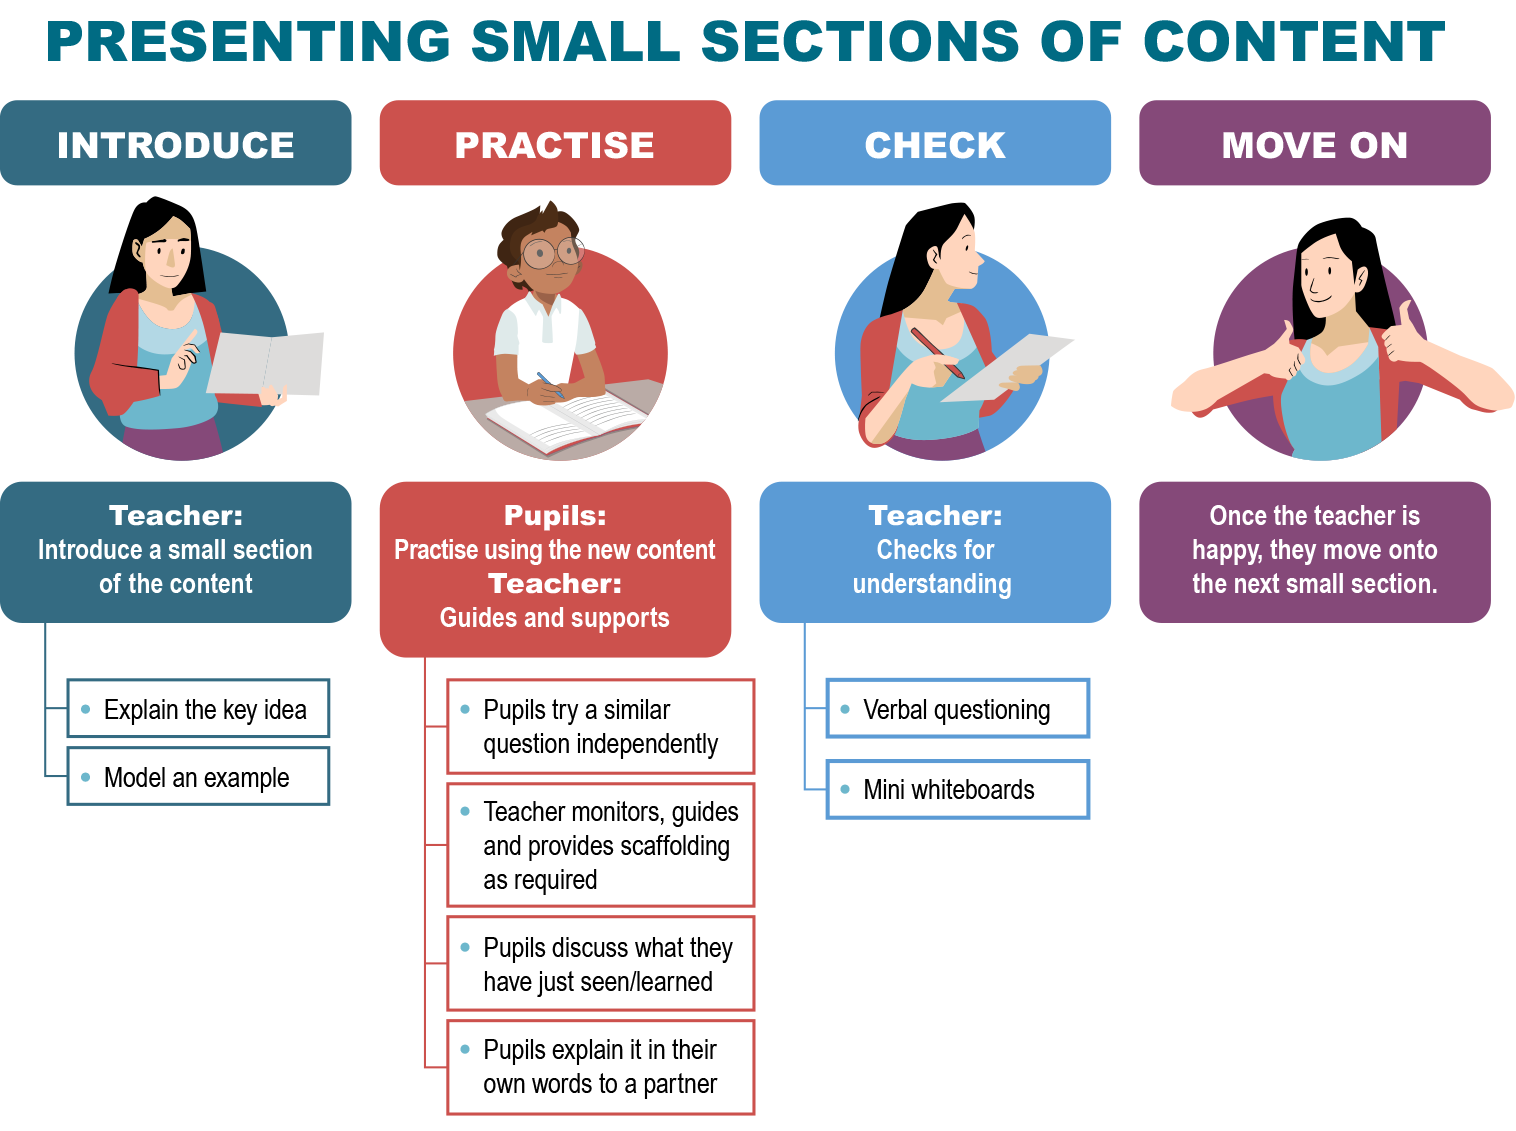 PRESENTING SMALL SECTIONS OF CONTENT
INTRODUCE
Teacher:
Introduce a small section
of the content
• Explain the key idea
• Model an example
PRACTISE
Pupils:
Practise using the new content
Teacher:
Guides and supports
• Pupils try a similar
question independently
• Teacher monitors, guides
and provides scaffolding
as required
• Pupils discuss what they
have just seen/learned
• Pupils explain it in their
own words to a partner
CHECK
Teacher:
Checks for
understanding
• Verbal questioning
• Mini whiteboards
MOVE ON
Once the teacher is
happy, they move onto
the next small section.